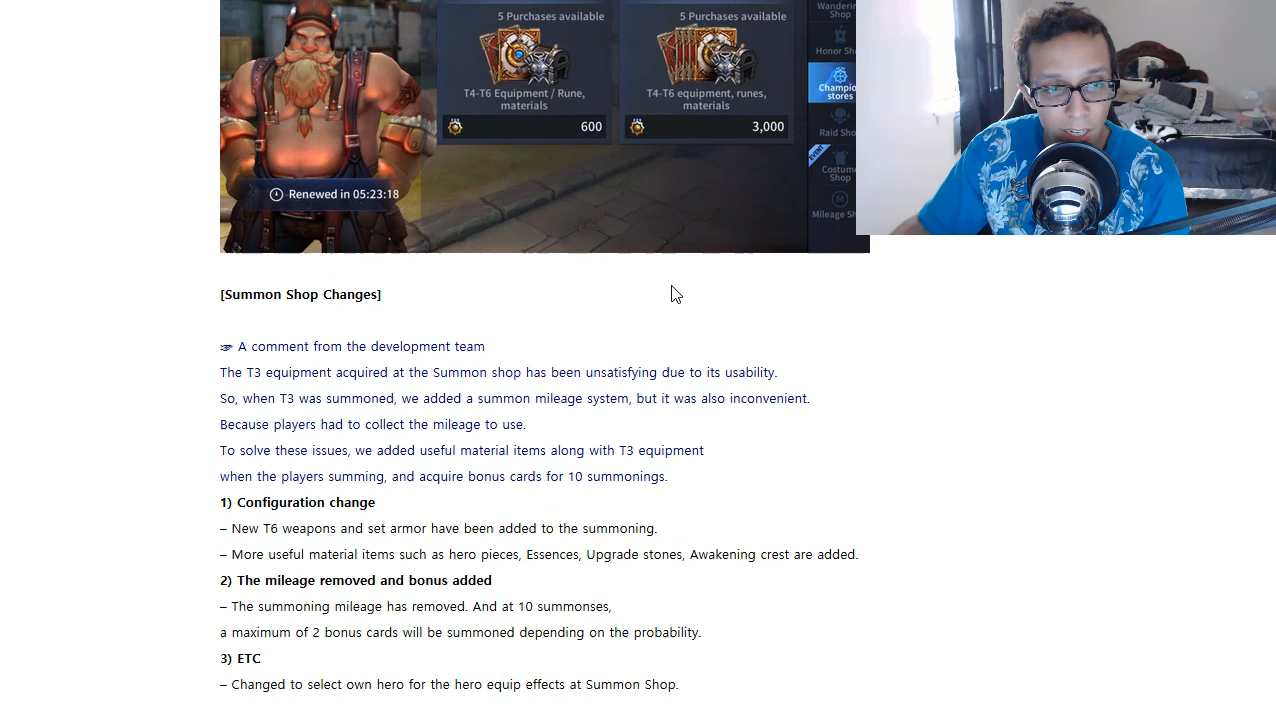 5 Purchases available
T4-T6 Equipment / Rune,
materials
600
5 Purchases available
T4-T6 equipment, runes,
materials
3,000
Renewed in 05:23:18
Shop
Honor Sh
Champio
stores
Raid Sho
EVENT
Costum
Shop
M
Mileage Sh
[Summon Shop Changes]
☞ A comment from the development team
The T3 equipment acquired at the Summon shop has been unsatisfying due to its usability.
So, when T3 was summoned, we added a summon mileage system, but it was also inconvenient.
Because players had to collect the mileage to use.
To solve these issues, we added useful material items along with T3 equipment
when the players summing, and acquire bonus cards for 10 summonings.
1) Configuration change
– New T6 weapons and set armor have been added to the summoning.
– More useful material items such as hero pieces, Essences, Upgrade stones, Awakening crest are added.
2) The mileage removed and bonus added
– The summoning mileage has removed. And at 10 summonses,
a maximum of 2 bonus cards will be summoned depending on the probability.
3) ETC
– Changed to select own hero for the hero equip effects at Summon Shop.